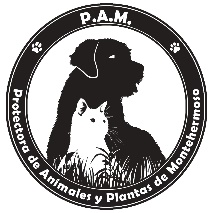 P.A.M.
Protectora de Animales y Plantas de Montehermoso